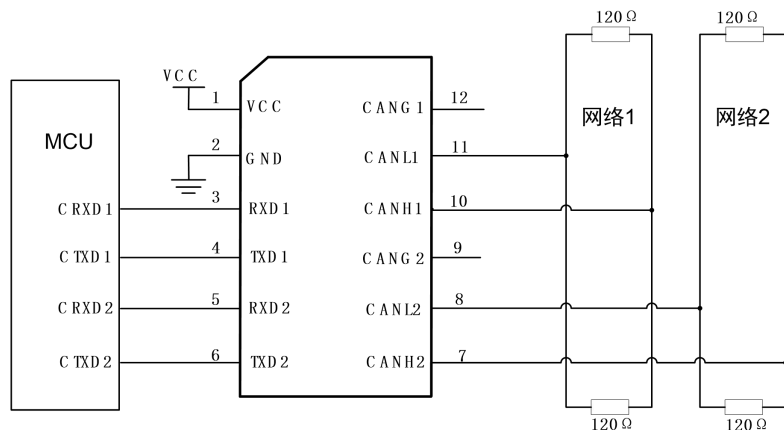 120Ω
120Ω
VCC
1
VCC
CANG1
12
网络1
网络2
MCU
2
GND
CANL1
11
CRXD1
3
RXD1
CANH1
10
CTXD1
4
TXD1
CANG2
9
CRXD2
5
RXD2
CANL2
8
CTXD2
6
TXD2
CANH2
7
120Ω
120Ω